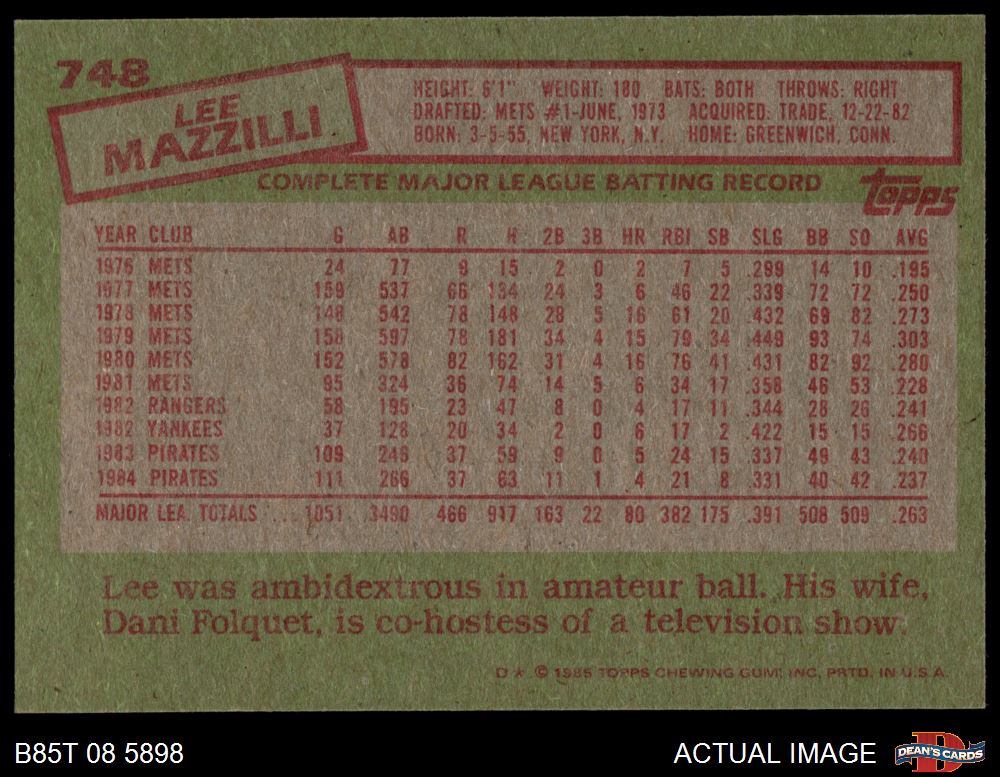 748
LEE
MAZZILLI
HEIGHT: 6'1" WEIGHT: 180 BATS: BOTH THROWS: RIGHT
DRAFTED: METS #1-JUNE, 1973 ACQUIRED: TRADE, 12-22-82
BORN: 3-5-55, NEW YORK, N.Y. HOME: GREENWICH, CONN.
COMPLETE MAJOR LEAGUE BATTING RECORD
topps
YEAR CLUB G AB R H 2B 3B HR RBI SB SLG BB SO AVG
1976 METS 24 77 9 15 2 0 2 7 5 .299 14 10 .195
1977 METS 159 537 66 134 24 3 6 46 22 .339 72 72 .250
1978 METS 148 542 78 148 28 5 16 61 20 .432 69 82 .273
1979 METS 158 597 78 181 34 4 15 79 34 .449 93 74 .303
1980 METS 152 578 82 162 31 4 16 76 41 .431 82 92 .280
1981 METS 95 324 36 74 14 5 6 34 17 .358 46 53 .228
1982 RANGERS 58 195 23 47 8 0 4 17 11 .344 28 26 .241
1982 YANKEES 37 128 20 34 2 0 6 17 2 .422 15 15 .266
1983 PIRATES 109 246 37 59 9 0 5 24 15 .337 49 43 .240
1984 PIRATES 111 266 37 63 11 1 4 21 8 .331 40 42 .237
MAJOR LEA. TOTALS ... 1051 3490 466 917 163 22 80 382 175 .391 508 509 .263
Lee was ambidextrous in amateur ball. His wife,
Dani Folquet, is co-hostess of a television show.
D* © 1985 TOPPS CHEWING GUM, INC. PRTD. IN U.S.A.
B85T 08 5898
ACTUAL IMAGE
D
DEAN'S CARDS